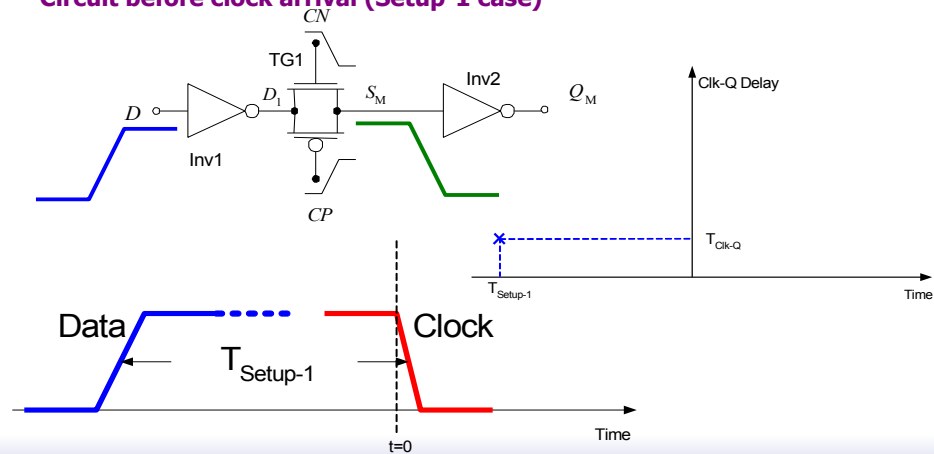 Circuit before clock arrival (Setup-1 case)
CN
TG1
Inv2
D
D1
SM
QM
Inv1
CP
Clk-Q Delay
TClk-Q
TSetup-1
Time
Data
Clock
TSetup-1
Time
t=0